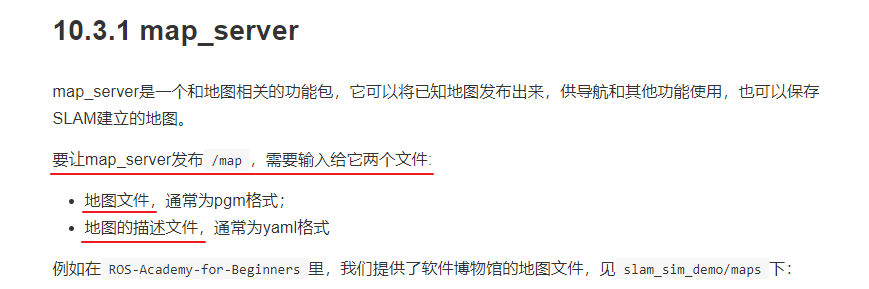 10.3.1 map_server
map_server是一个和地图相关的功能包，它可以将已知地图发布出来，供导航和其他功能使用，也可以保存
SLAM建立的地图。
要让map_server发布 /map ，需要输入给它两个文件:
• 地图文件，通常为pgm格式；
• 地图的描述文件，通常为yaml格式
例如在 ROS-Academy-for-Beginners 里，我们提供了软件博物馆的地图文件，见 slam_sim_demo/maps 下：